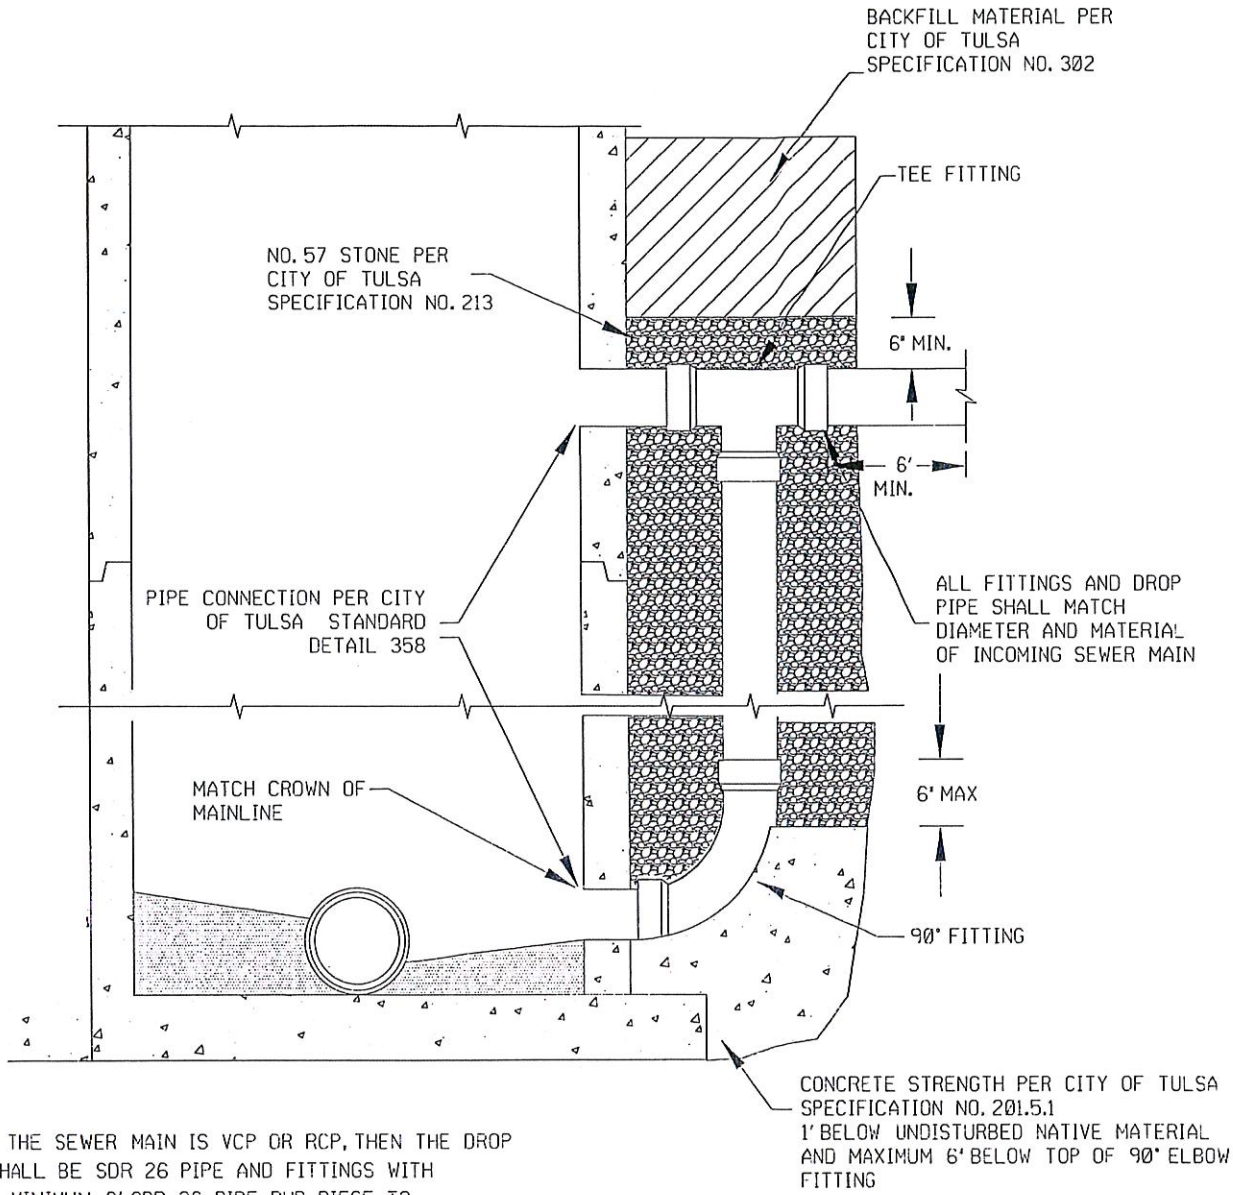 BACKFILL MATERIAL PER
CITY OF TULSA
SPECIFICATION NO. 302
TEE FITTING
NO. 57 STONE PER
CITY OF TULSA
SPECIFICATION NO. 213
6" MIN.
6'
MIN.
PIPE CONNECTION PER CITY
OF TULSA STANDARD
DETAIL 358
ALL FITTINGS AND DROP
PIPE SHALL MATCH
DIAMETER AND MATERIAL
OF INCOMING SEWER MAIN
MATCH CROWN OF
MAINLINE
6" MAX
90° FITTING
CONCRETE STRENGTH PER CITY OF TULSA
SPECIFICATION NO. 201.5.1
1' BELOW UNDISTURBED NATIVE MATERIAL
AND MAXIMUM 6" BELOW TOP OF 90° ELBOW
FITTING
THE SEWER MAIN IS VCP OR RCP, THEN THE DROP
HALL BE SDR 26 PIPE AND FITTINGS WITH